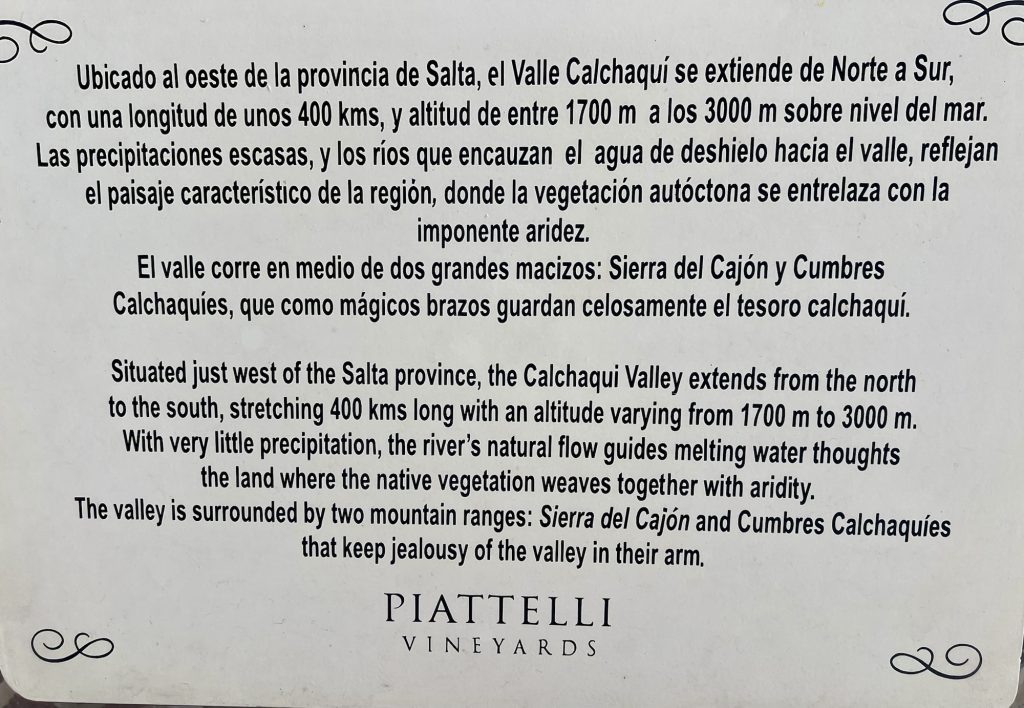 Ubicado al oeste de la provincia de Salta, el Valle Calchaquí se extiende de Norte a Sur,
con una longitud de unos 400 kms, y altitud de entre 1700 m a los 3000 m sobre nivel del mar.
Las precipitaciones escasas, y los ríos que encauzan el agua de deshielo hacia el valle, reflejan
el paisaje característico de la región, donde la vegetación autóctona se entrelaza con la
imponente aridez.
El valle corre en medio de dos grandes macizos: Sierra del Cajón y Cumbres
Calchaquíes, que como mágicos brazos guardan celosamente el tesoro calchaquí.
Situated just west of the Salta province, the Calchaqui Valley extends from the north
to the south, stretching 400 kms long with an altitude varying from 1700 m to 3000 m.
With very little precipitation, the river's natural flow guides melting water thoughts
the land where the native vegetation weaves together with aridity.
The valley is surrounded by two mountain ranges: Sierra del Cajón and Cumbres Calchaquíes
that keep jealousy of the valley in their arm.
PIATTELLI
VINEYARDS